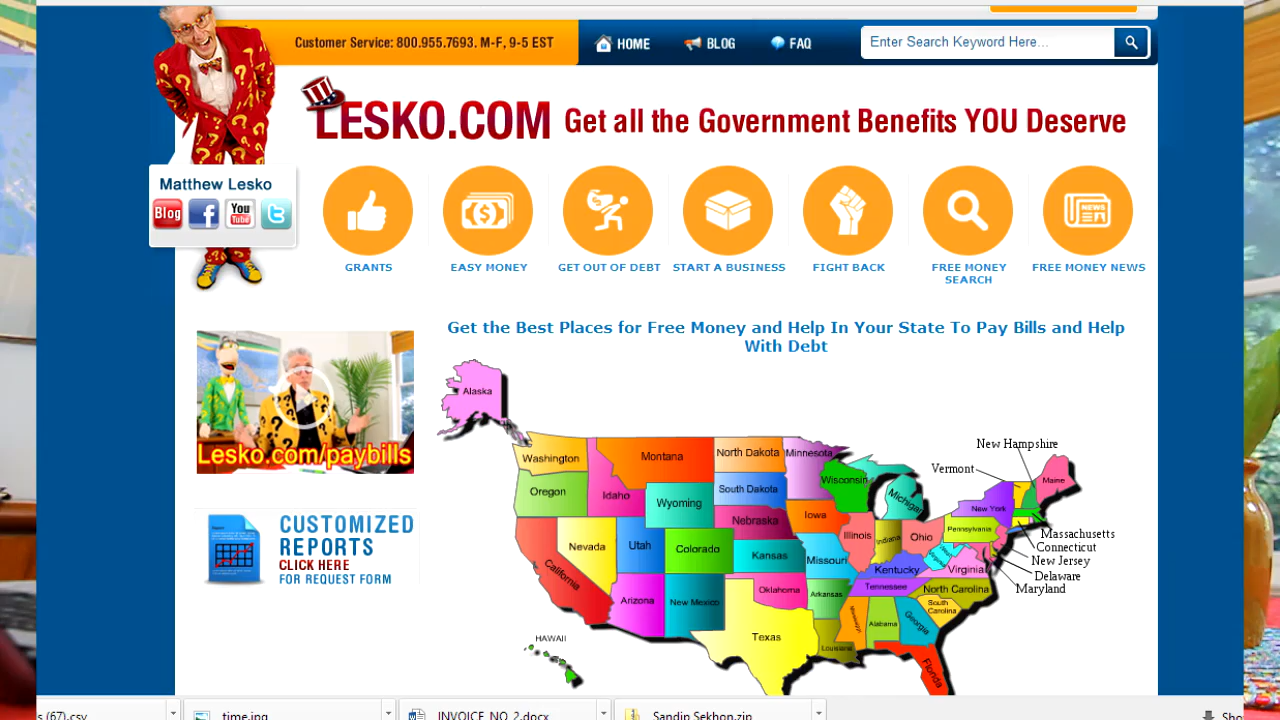 Customer Service: 800.955.7693. M-F, 9-5 EST
HOME
BLOG
FAQ
Enter Search Keyword Here...
LESKO.COM
Get all the Government Benefits YOU Deserve
Matthew Lesko
Blog
f
You Tube
t
GRANTS
EASY MONEY
GET OUT OF DEBT
START A BUSINESS
FIGHT BACK
NEWS
FREE MONEY
SEARCH
FREE MONEY NEWS
Get the Best Places for Free Money and Help In Your State To Pay Bills and Help
With Debt
Lesko.com/paybills
CUSTOMIZED
REPORTS
CLICK HERE
FOR REQUEST FORM
Alaska
Washington
Oregon
Idaho
Montana
Wyoming
North Dakota
South Dakota
Nebraska
Minnesota
Wisconsin
Michigan
Iowa
Illinois
Indiana
Ohio
Nevada
Utah
Colorado
Kansas
Missouri
Kentucky
California
Arizona
New Mexico
Oklahoma
Arkansas
Tennessee
Texas
Louisiana
Mississippi
Alabama
Georgia
Florida
South
Carolina
North Carolina
Virginia
West
Virginia
Pennsylvania
New York
Maine
New Hampshire
Vermont
Massachusetts
Connecticut
New Jersey
Delaware
Maryland
HAWAII
s (67).csv
time.jpg
INVOICE NO 2.docx
Sandip Sekhon.zip
Sho